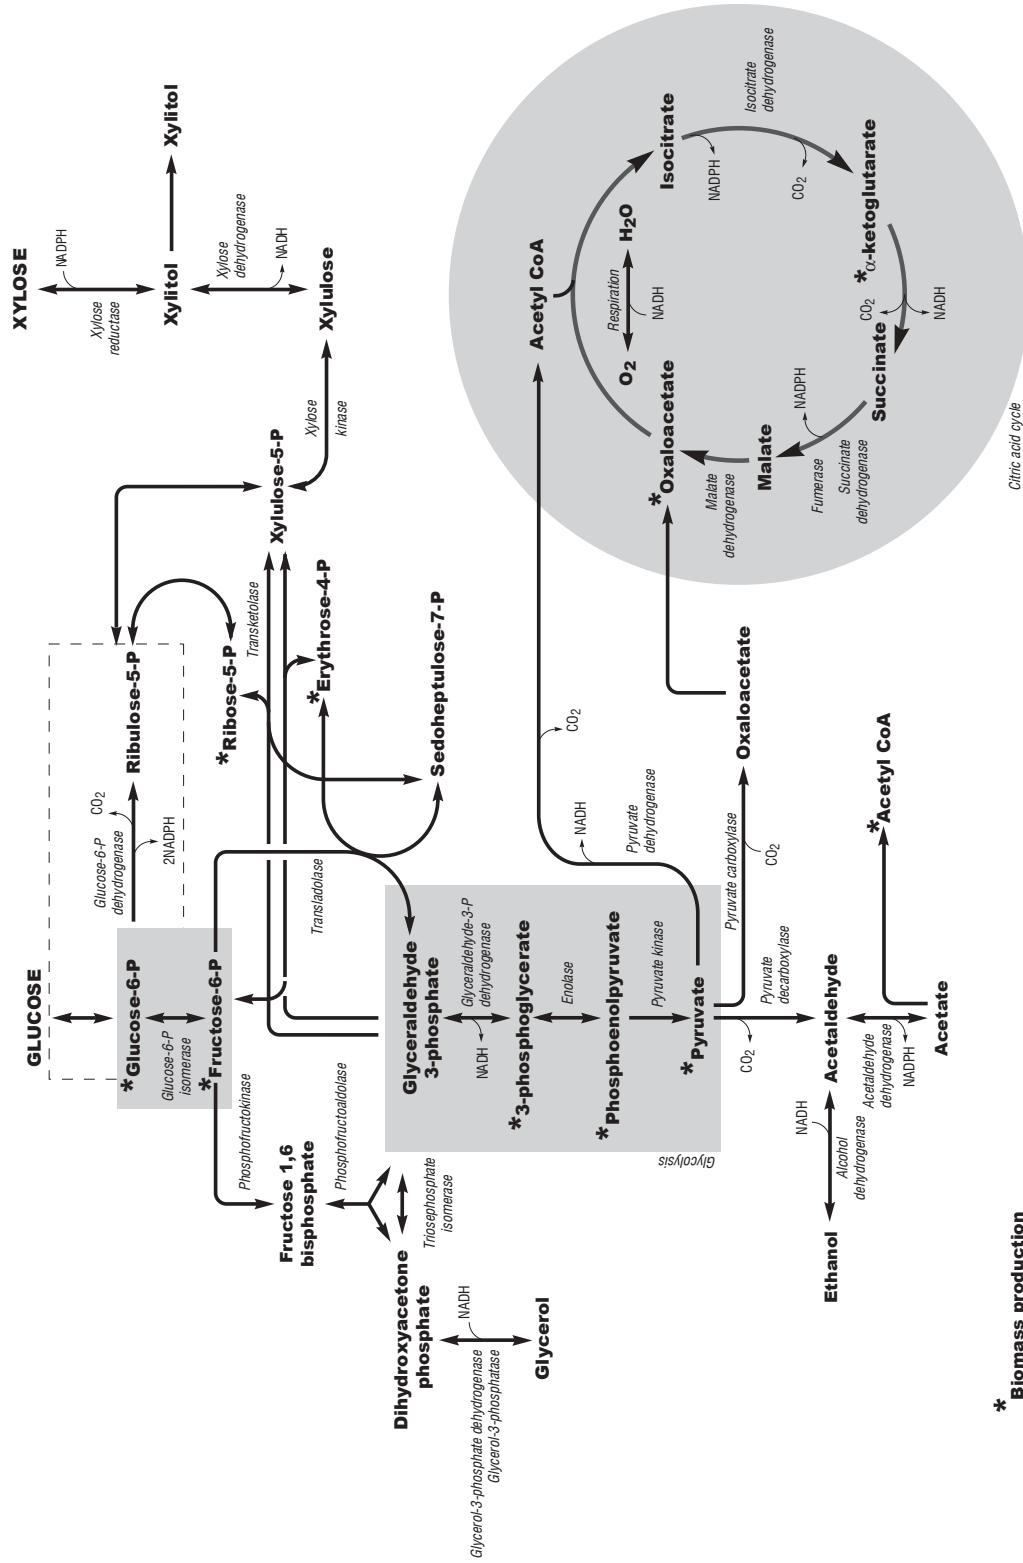 GLUCOSE
*Glucose-6-P
Glucose-6-P
isomerase
*Fructose-6-P
Glucose-6-P
dehydrogenase
CO2
2NADPH
Ribulose-5-P
*Ribose-5-P
XYLOSE
NADPH
Xylose
reductase
Xylitol
Xylitol
Xylose
dehydrogenase
NADH
Xylulose
Xylose
kinase
Xylulose-5-P
Transketolase
*Erythrose-4-P
Sedoheptulose-7-P
Transladolase
Phosphofructokinase
Fructose 1,6
bisphosphate
Phosphofructoaldolase
Triosephosphate
isomerase
Dihydroxyacetone
phosphate
NADH
Glycerol-3-phosphate dehydrogenase
Glycerol-3-phosphatase
Glycerol
Glyceraldehyde
3-phosphate
Glyceraldehyde-3-P
dehydrogenase
NADH
*3-phosphoglycerate
Enolase
*Phosphoenolpyruvate
Pyruvate kinase
*Pyruvate
Glycolysis
NADH
Pyruvate
dehydrogenase
CO2
Pyruvate carboxylase
CO2
Oxaloacetate
CO2
Pyruvate
decarboxylase
Acetaldehyde
NADH
Alcohol
dehydrogenase
Ethanol
Acetaldehyde
dehydrogenase
NADPH
Acetate
*Acetyl CoA
Acetyl CoA
O2
Respiration
NADH
H2O
Isocitrate
NADPH
CO2
Isocitrate
dehydrogenase
*α-ketoglutarate
CO2
NADH
Succinate
NADPH
Fumerase
Succinate
dehydrogenase
Malate
Malate
dehydrogenase
*Oxaloacetate
Citric acid cycle
* Biomass production